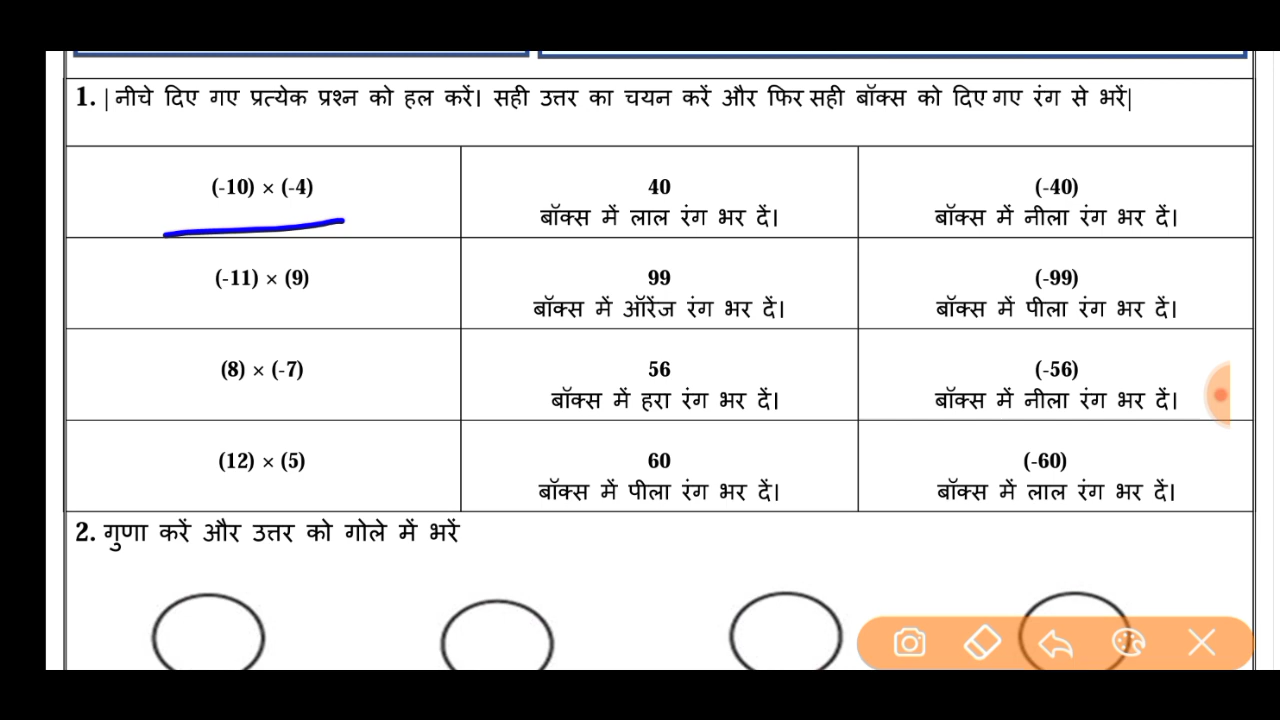 1. | नीचे दिए गए प्रत्येक प्रश्न को हल करें। सही उत्तर का चयन करें और फिर सही बॉक्स को दिए गए रंग से भरें|
(-10) × (-4)
40
बॉक्स में लाल रंग भर दें।
(-40)
बॉक्स में नीला रंग भर दें।
(-11) × (9)
99
बॉक्स में ऑरेंज रंग भर दें।
(-99)
बॉक्स में पीला रंग भर दें।
(8) × (-7)
56
बॉक्स में हरा रंग भर दें।
(-56)
बॉक्स में नीला रंग भर दें।
(12) × (5)
60
बॉक्स में पीला रंग भर दें।
(-60)
बॉक्स में लाल रंग भर दें।
2. गुणा करें और उत्तर को गोले में भरें